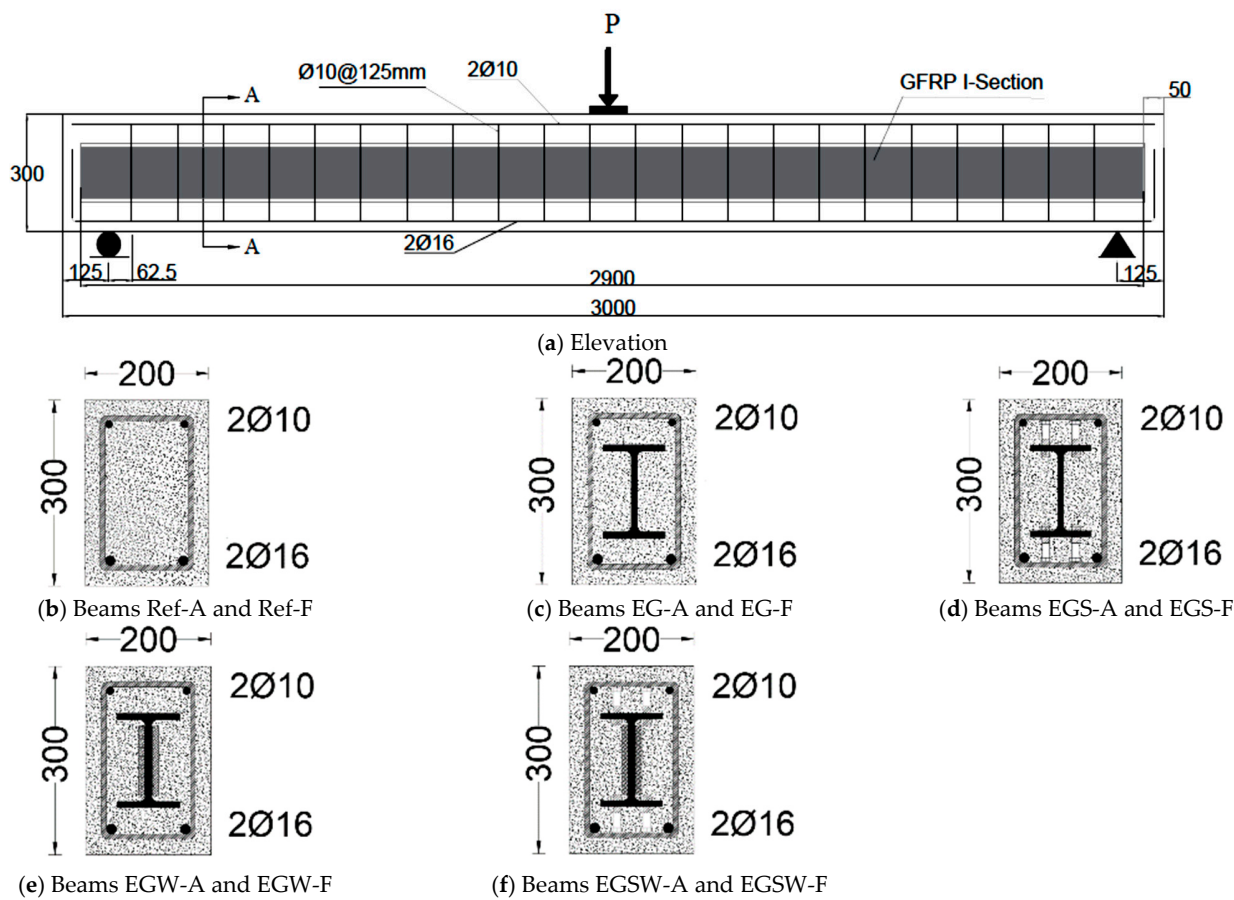 P
Ø10@125mm
2Ø10
GFRP I-Section
50
A
300
A
2Ø16
125
62.5
2900
125
3000
(a) Elevation
200
300
2Ø10
2Ø16
(b) Beams Ref-A and Ref-F
200
300
2Ø10
2Ø16
(c) Beams EG-A and EG-F
200
300
2Ø10
2Ø16
(d) Beams EGS-A and EGS-F
200
300
2Ø10
2Ø16
(e) Beams EGW-A and EGW-F
200
300
2Ø10
2Ø16
(f) Beams EGSW-A and EGSW-F